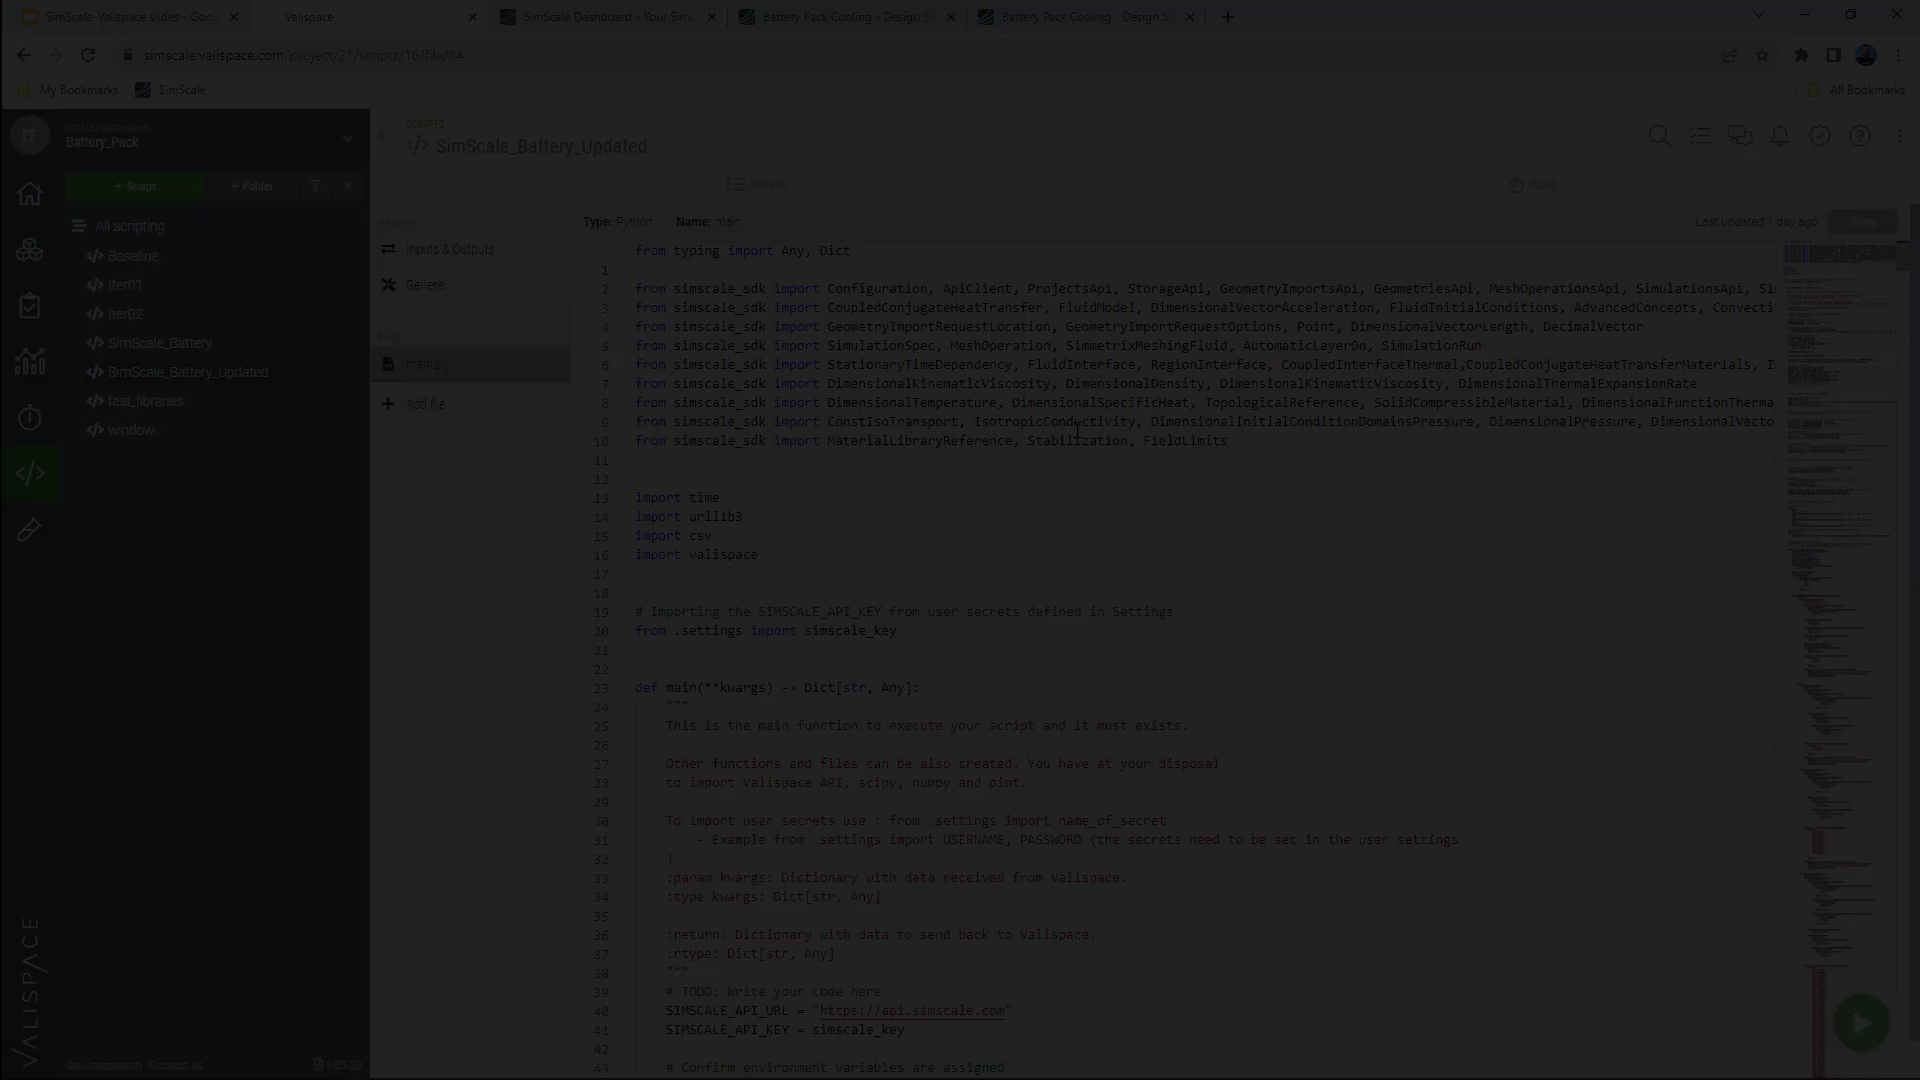 SimScale-Valispace slides - Goo
Valispace
SimScale Dashboard - Your Simu
Battery Pack Cooling - Design St
Battery Pack Cooling - Design St
simscale.valispace.com/project/21/scripts/16/file/84
My Bookmarks
SimScale
All Bookmarks
IT
DEFAULT WORKSPACE
Battery_Pack
+ Script
+ Folder
All scripting
</> Baseline
</> Iter01
</> Iter02
</> SimScale_Battery
</> SimScale_Battery_Updated
</> test_libraries
</> window
VALISPACE
Documentation Contact us
1.83.20
SCRIPTS
</> SimScale_Battery_Updated
Details
Runs
Inputs & Outputs
General
Files
main.py
+ Add file
Type: Python Name: main
Last updated 1 day ago
Save
from typing import Any, Dict
1
2 from simscale_sdk import Configuration, ApiClient, ProjectsApi, StorageApi, GeometryImportsApi, GeometriesApi, MeshOperationsApi, SimulationsApi, Si
3 from simscale_sdk import CoupledConjugateHeatTransfer, FluidModel, DimensionalVectorAcceleration, FluidInitialConditions, AdvancedConcepts, Convecti
4 from simscale_sdk import GeometryImportRequestLocation, GeometryImportRequestOptions, Point, DimensionalVectorLength, DecimalVector
5 from simscale_sdk import SimulationSpec, MeshOperation, SimmetrixMeshingFluid, AutomaticLayerOn, SimulationRun
6 from simscale_sdk import StationaryTimeDependency, FluidInterface, RegionInterface, CoupledInterfaceThermal,CoupledConjugateHeatTransferMaterials, I
7 from simscale_sdk import DimensionalKinematicViscosity, DimensionalDensity, DimensionalKinematicViscosity, DimensionalThermalExpansionRate
8 from simscale_sdk import DimensionalTemperature, DimensionalSpecificHeat, TopologicalReference, SolidCompressibleMaterial, DimensionalFunctionTherma
9 from simscale_sdk import ConstIsoTransport, IsotropicConductivity, DimensionalInitialConditionDomainsPressure, DimensionalPressure, DimensionalVecto
10 from simscale_sdk import MaterialLibraryReference, Stabilization, FieldLimits
11
12
13 import time
14 import urllib3
15 import csv
16 import valispace
17
18
19 # Importing the SIMSCALE_API_KEY from user secrets defined in Settings
20 from .settings import simscale_key
21
22
23 def main(**kwargs) -> Dict[str, Any]:
24 """
25 This is the main function to execute your script and it must exists.
26
27 Other functions and files can be also created. You have at your disposal
28 to import Valispace API, scipy, numpy and pint.
29
30 To import user secrets use : from .settings import name_of_secret
31 - Example from .settings import USERNAME, PASSWORD (the secrets need to be set in the user settings
32 )
33 :param kwargs: Dictionary with data received from Valispace.
34 :type kwargs: Dict[str, Any]
35
36 :return: Dictionary with data to send back to Valispace.
37 :rtype: Dict[str, Any]
38 """
39 # TODO: Write your code here
40 SIMSCALE_API_URL = "https://api.simscale.com"
41 SIMSCALE_API_KEY = simscale_key
42
43 # Confirm environment variables are assigned